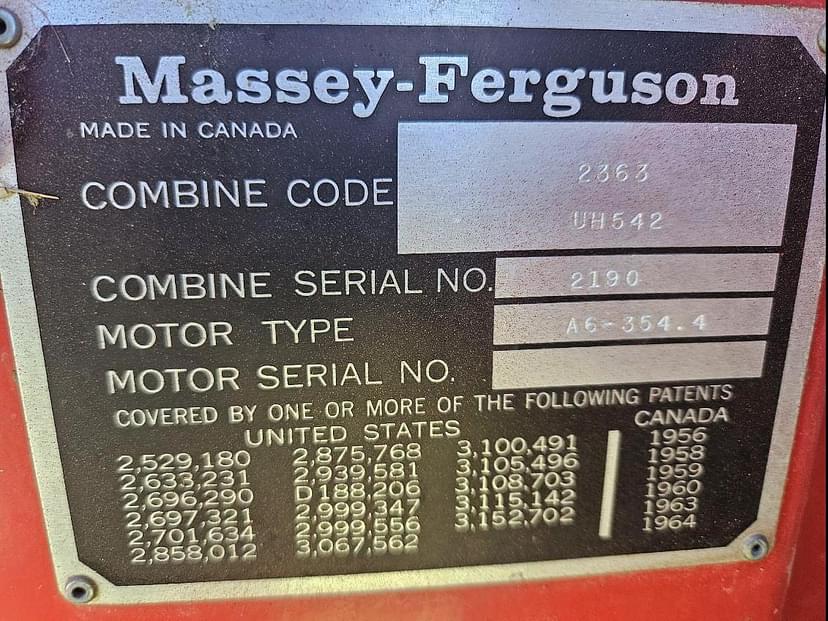 Massey-Ferguson
MADE IN CANADA
COMBINE CODE 2363
UH542
COMBINE SERIAL NO. 2190
MOTOR TYPE A6-354.4
MOTOR SERIAL NO.
COVERED BY ONE OR MORE OF THE FOLLOWING PATENTS
UNITED STATES CANADA
2,529,180 2,875,768 3,100,491 1956
2,633,231 2,939,581 3,105,496 1958
2,696,290 D188,206 3,108,703 1959
2,697,321 2,999,347 3,115,142 1960
2,701,634 2,999,556 3,152,702 1963
2,858,012 3,067,562 1964